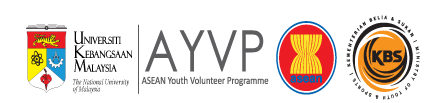 UNIVERSITI
KEBANGSAAN
MALAYSIA
The National University
of Malaysia
AYVP
ASEAN Youth Volunteer Programme
asean
KEMENTERIAN BELIA & SUKAN | MINISTRY OF YOUTH & SPORTS |
KBS